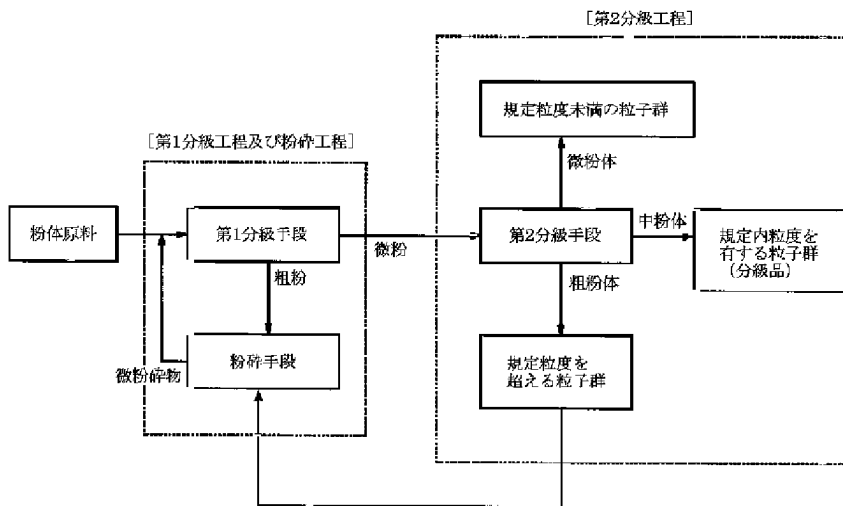 ［第2分級工程］
規定粒度未満の粒子群
［第1分級工程及び粉砕工程］
微粉体
粉体原料
第1分級手段
微粉
第2分級手段
中粉体
規定内粒度を
有する粒子群
（分級品）
粗粉
粗粉体
粉砕手段
微粉砕物
規定粒度を
超える粒子群